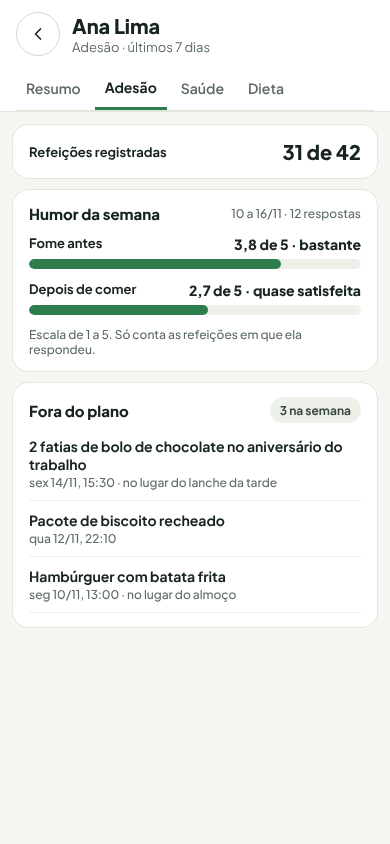 Ana Lima
Adesão · últimos 7 dias
Resumo Adesão Saúde Dieta
Refeições registradas 31 de 42
Humor da semana 10 a 16/11 · 12 respostas
Fome antes 3,8 de 5 · bastante
Depois de comer 2,7 de 5 · quase satisfeita
Escala de 1 a 5. Só conta as refeições em que ela
respondeu.
Fora do plano 3 na semana
2 fatias de bolo de chocolate no aniversário do
trabalho
sex 14/11, 15:30 · no lugar do lanche da tarde
Pacote de biscoito recheado
qua 12/11, 22:10
Hambúrguer com batata frita
seg 10/11, 13:00 · no lugar do almoço